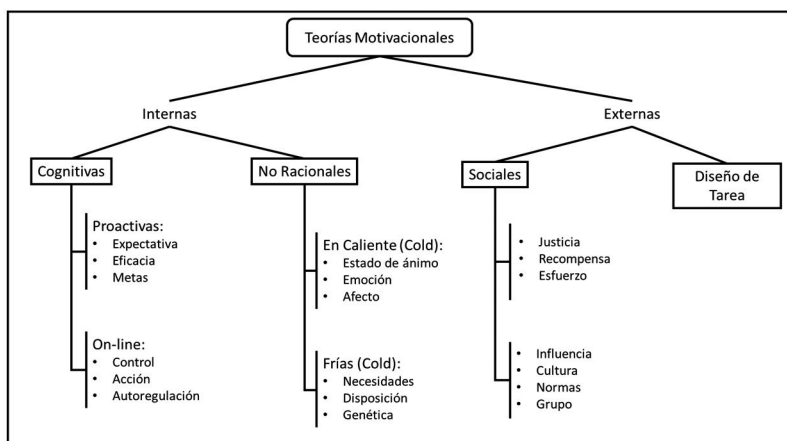 Teorías Motivacionales
Internas
Externas
Cognitivas
No Racionales
Sociales
Diseño de
Tarea
Proactivas:
• Expectativa
• Eficacia
• Metas
On-line:
• Control
• Acción
• Autoregulación
En Caliente (Cold):
• Estado de ánimo
• Emoción
• Afecto
Frías (Cold):
• Necesidades
• Disposición
• Genética
• Justicia
• Recompensa
• Esfuerzo
• Influencia
• Cultura
• Normas
• Grupo